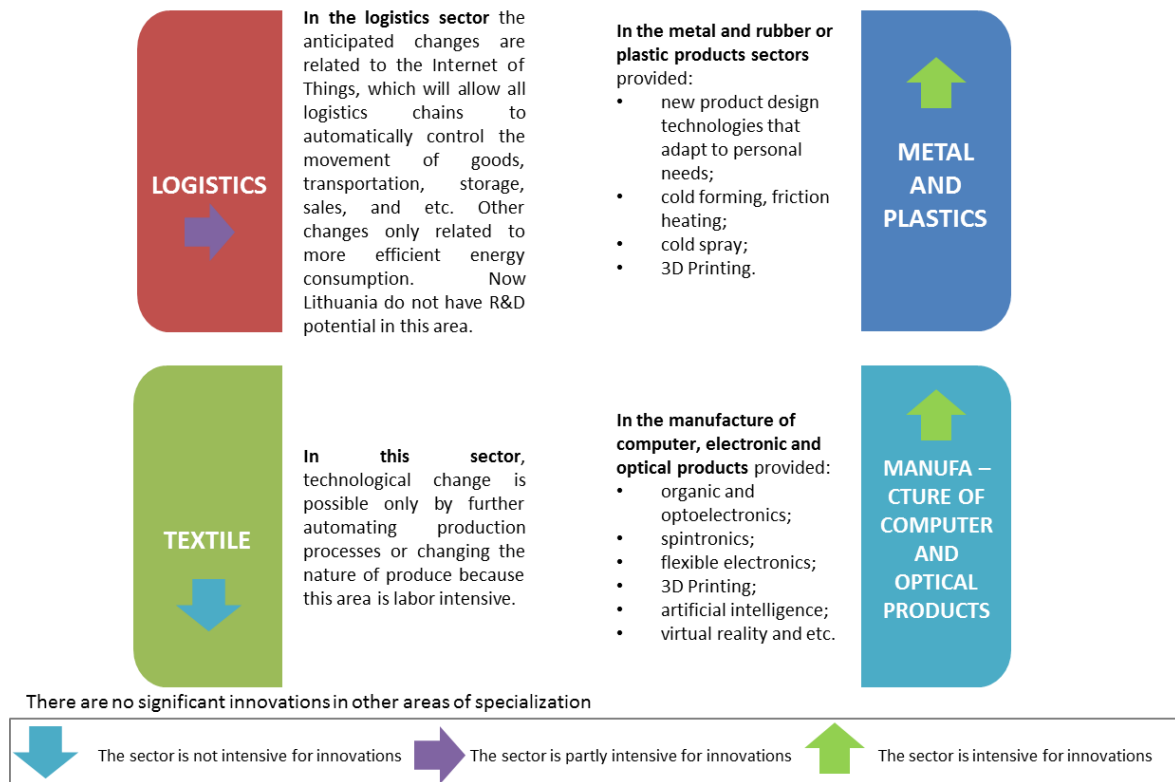 LOGISTICS
In the logistics sector the
anticipated changes are
related to the Internet of
Things, which will allow all
logistics chains to
automatically control the
movement of goods,
transportation, storage,
sales, and etc. Other
changes only related to
more efficient energy
consumption. Now
Lithuania do not have R&D
potential in this area.
In the metal and rubber or
plastic products sectors
provided:
• new product design
technologies that
adapt to personal
needs;
• cold forming, friction
heating;
• cold spray;
• 3D Printing.
METAL
AND
PLASTICS
TEXTILE
In this sector,
technological change is
possible only by further
automating production
processes or changing the
nature of produce because
this area is labor intensive.
In the manufacture of
computer, electronic and
optical products provided:
• organic and
optoelectronics;
• spintronics;
• flexible electronics;
• 3D Printing;
• artificial intelligence;
• virtual reality and etc.
MANUFA –
CTURE OF
COMPUTER
AND
OPTICAL
PRODUCTS
There are no significant innovations in other areas of specialization
The sector is not intensive for innovations
The sector is partly intensive for innovations
The sector is intensive for innovations